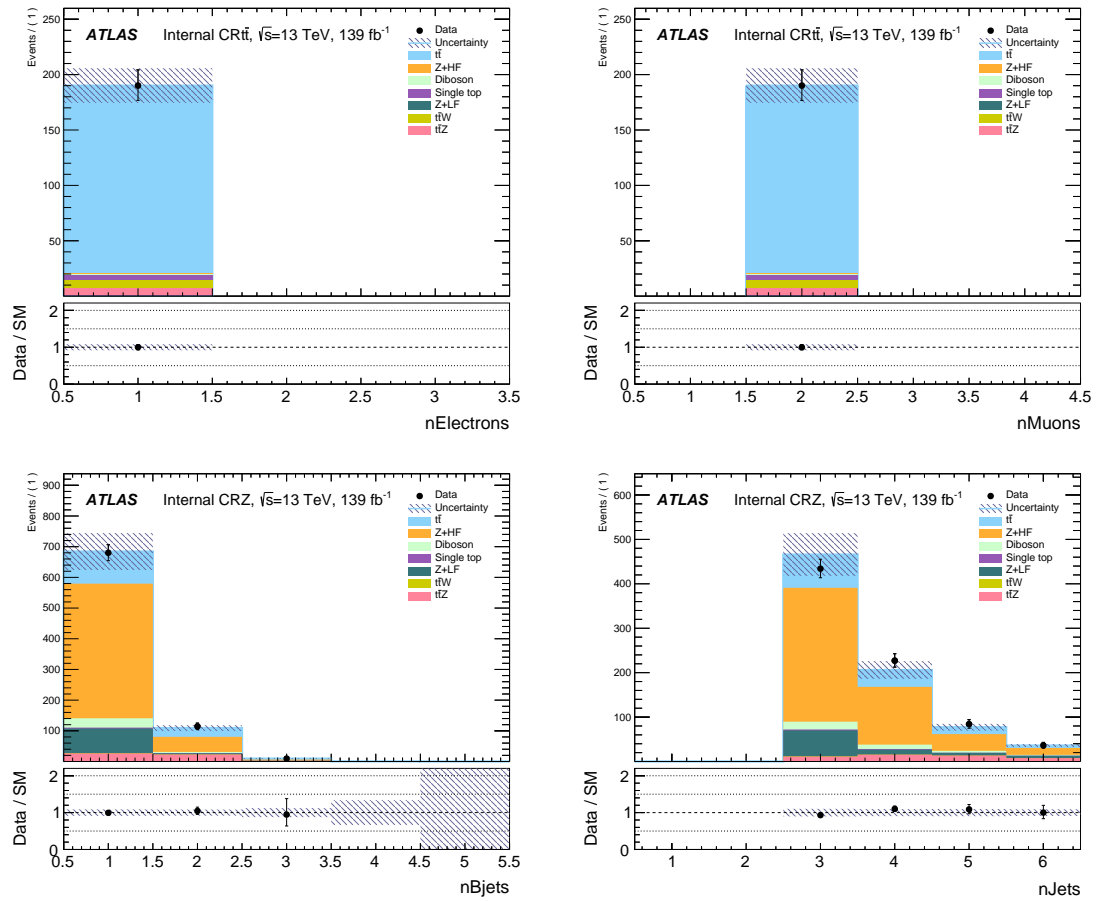 Events / ( 1 )
250
200
150
100
50
ATLAS Internal CRtt̄, √s=13 TeV, 139 fb⁻¹
Data
Uncertainty
tt̄
Z+HF
Diboson
Single top
Z+LF
tt̄W
tt̄Z
Data / SM
2
1
0
0.5 1 1.5 2 2.5 3 3.5
nElectrons
Events / ( 1 )
250
200
150
100
50
ATLAS Internal CRtt̄, √s=13 TeV, 139 fb⁻¹
Data
Uncertainty
tt̄
Z+HF
Diboson
Single top
Z+LF
tt̄W
tt̄Z
Data / SM
2
1
0
0.5 1 1.5 2 2.5 3 3.5 4 4.5
nMuons
Events / ( 1 )
900
800
700
600
500
400
300
200
100
ATLAS Internal CRZ, √s=13 TeV, 139 fb⁻¹
Data
Uncertainty
tt̄
Z+HF
Diboson
Single top
Z+LF
tt̄W
tt̄Z
Data / SM
2
1
0
0.5 1 1.5 2 2.5 3 3.5 4 4.5 5 5.5
nBjets
Events / ( 1 )
600
500
400
300
200
100
ATLAS Internal CRZ, √s=13 TeV, 139 fb⁻¹
Data
Uncertainty
tt̄
Z+HF
Diboson
Single top
Z+LF
tt̄W
tt̄Z
Data / SM
2
1
0
1 2 3 4 5 6
nJets